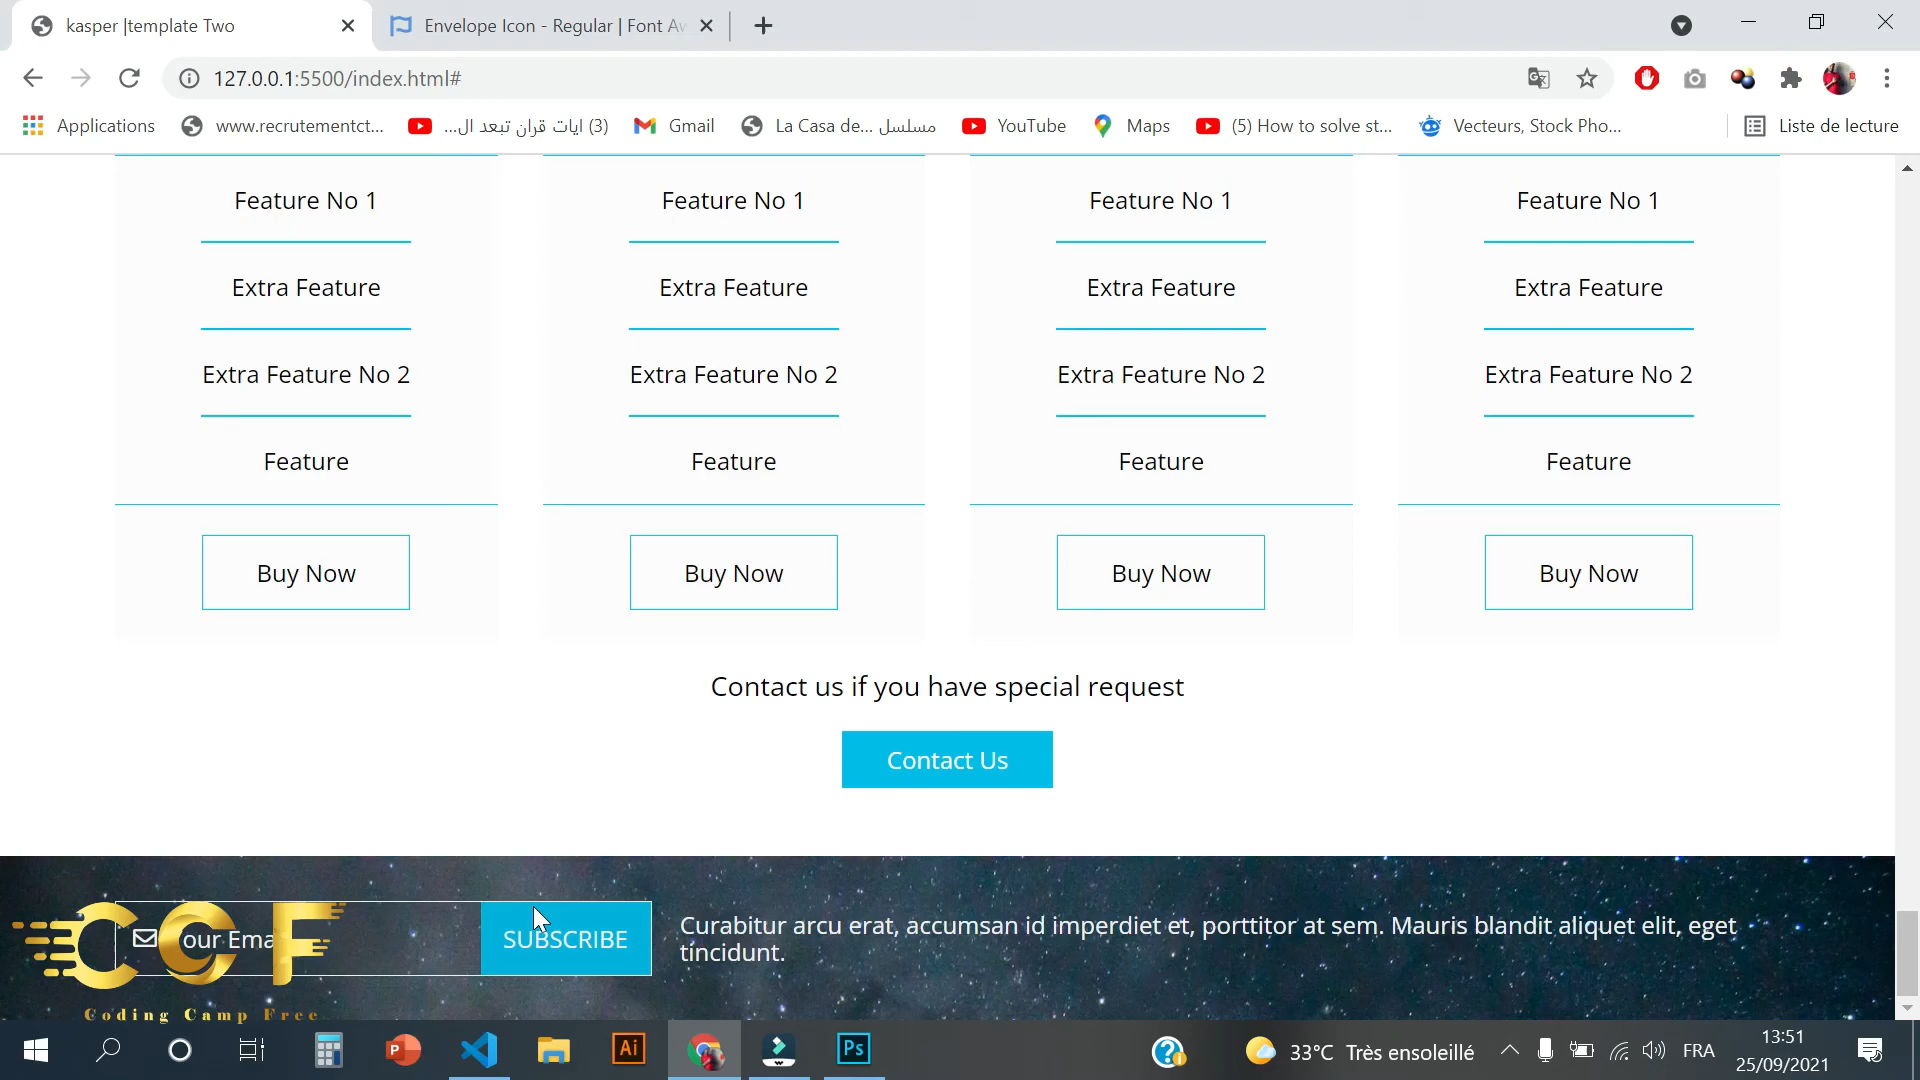 kasper |template Two
Envelope Icon - Regular | Font Aw
127.0.0.1:5500/index.html#
Applications
www.recrutementct...
(3) ايات قران تبعد ال...
Gmail
La Casa de... مسلسل
YouTube
Maps
(5) How to solve st...
Vecteurs, Stock Pho...
Liste de lecture
Feature No 1 Feature No 1 Feature No 1 Feature No 1
Extra Feature Extra Feature Extra Feature Extra Feature
Extra Feature No 2 Extra Feature No 2 Extra Feature No 2 Extra Feature No 2
Feature Feature Feature Feature
Buy Now Buy Now Buy Now Buy Now
Contact us if you have special request
Contact Us
our Ema
SUBSCRIBE
Curabitur arcu erat, accumsan id imperdiet et, porttitor at sem. Mauris blandit aliquet elit, eget
tincidunt.
CCF
Coding Camp Free
P
Ai
Ps
33°C Très ensoleillé
FRA
13:51
25/09/2021